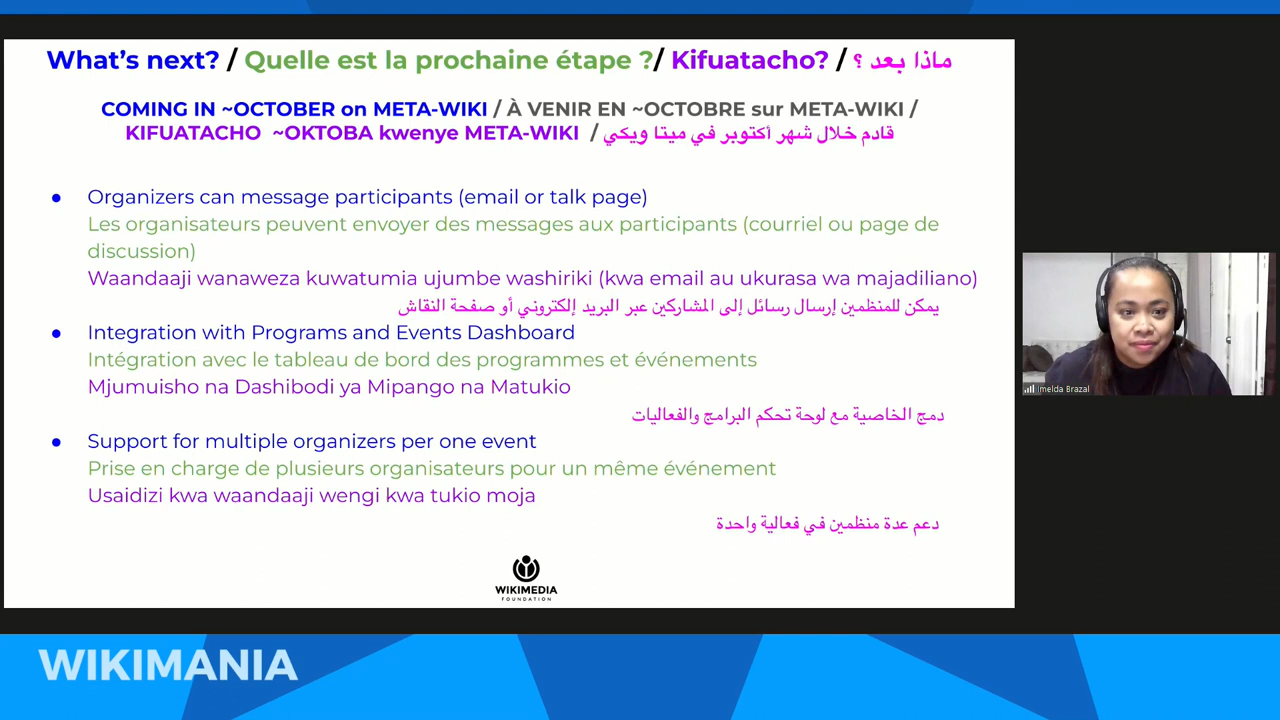 What's next? / Quelle est la prochaine étape ?/ Kifuatacho? / ماذا بعد ؟
COMING IN ~OCTOBER on META-WIKI / À VENIR EN ~OCTOBRE sur META-WIKI /
KIFUATACHO ~OKTOBA kwenye META-WIKI / قادم خلال شهر أكتوبر في ميتا ويكي
● Organizers can message participants (email or talk page)
Les organisateurs peuvent envoyer des messages aux participants (courriel ou page de
discussion)
Waandaaji wanaweza kuwatumia ujumbe washiriki (kwa email au ukurasa wa majadiliano)
يمكن للمنظمين إرسال رسائل إلى المشاركين عبر البريد إلكتروني أو صفحة النقاش
● Integration with Programs and Events Dashboard
Intégration avec le tableau de bord des programmes et événements
Mjumuisho na Dashibodi ya Mipango na Matukio
دمج الخاصية مع لوحة تحكم البرامج والفعاليات
● Support for multiple organizers per one event
Prise en charge de plusieurs organisateurs pour un même événement
Usaidizi kwa waandaaji wengi kwa tukio moja
دعم عدة منظمين في فعالية واحدة
WIKIMEDIA
FOUNDATION
Imelda Brazal
WIKIMANIA